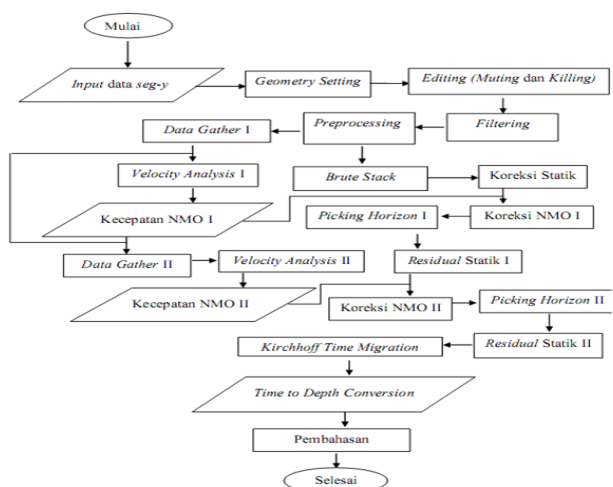 Mulai
Input data seg-y
Geometry Setting
Editing (Muting dan Killing)
Data Gather I
Preprocessing
Filtering
Velocity Analysis I
Brute Stack
Koreksi Statik
Kecepatan NMO I
Picking Horizon I
Koreksi NMO I
Data Gather II
Velocity Analysis II
Residual Statik I
Kecepatan NMO II
Koreksi NMO II
Picking Horizon II
Kirchhoff Time Migration
Residual Statik II
Time to Depth Conversion
Pembahasan
Selesai